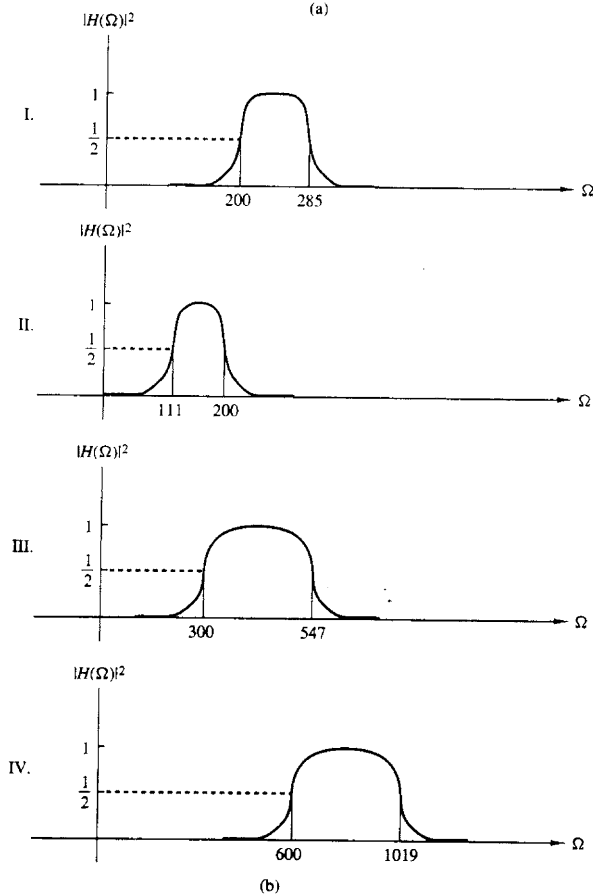 (a)
|H(Ω)|²
I.
1
1/2
200 285
Ω
|H(Ω)|²
II.
1
1/2
111 200
Ω
|H(Ω)|²
III.
1
1/2
300 547
Ω
|H(Ω)|²
IV.
1
1/2
600 1019
Ω
(b)